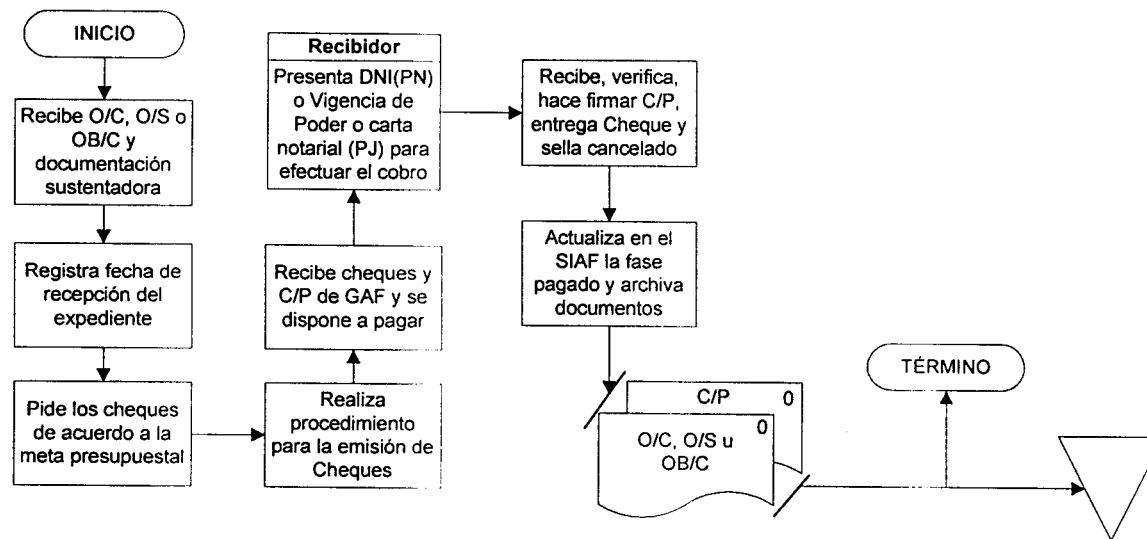 INICIO
Recibe O/C, O/S o
OB/C y
documentación
sustentadora
Registra fecha de
recepción del
expediente
Pide los cheques
de acuerdo a la
meta presupuestal
Realiza
procedimiento
para la emisión de
Cheques
Recibe cheques y
C/P de GAF y se
dispone a pagar
Recibidor
Presenta DNI(PN)
o Vigencia de
Poder o carta
notarial (PJ) para
efectuar el cobro
Recibe, verifica,
hace firmar C/P,
entrega Cheque y
sella cancelado
Actualiza en el
SIAF la fase
pagado y archiva
documentos
C/P 0
0
O/C, O/S u
OB/C
TÉRMINO